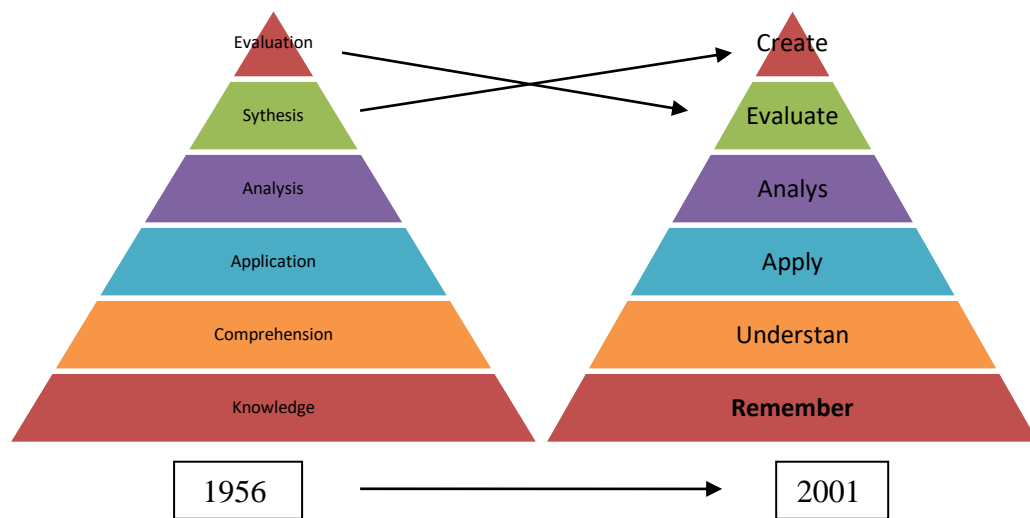 Evaluation
Sythesis
Analysis
Application
Comprehension
Knowledge
1956
Create
Evaluate
Analys
Apply
Understan
Remember
2001